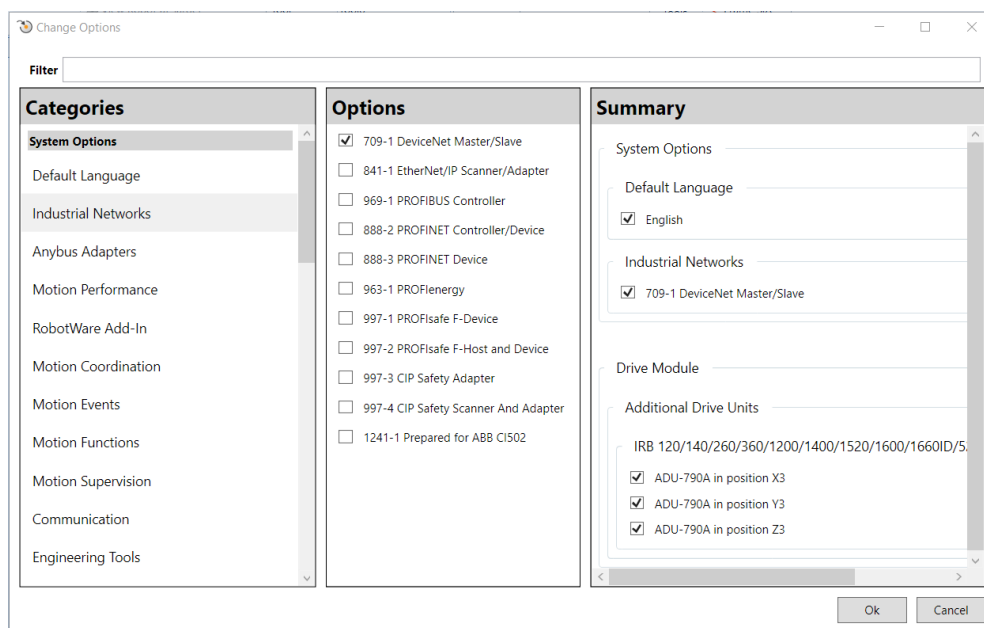 Change Options
Filter
Categories
System Options
Default Language
Industrial Networks
Anybus Adapters
Motion Performance
RobotWare Add-In
Motion Coordination
Motion Events
Motion Functions
Motion Supervision
Communication
Engineering Tools
Options
709-1 DeviceNet Master/Slave
841-1 EtherNet/IP Scanner/Adapter
969-1 PROFIBUS Controller
888-2 PROFINET Controller/Device
888-3 PROFINET Device
963-1 PROFIenergy
997-1 PROFIsafe F-Device
997-2 PROFIsafe F-Host and Device
997-3 CIP Safety Adapter
997-4 CIP Safety Scanner And Adapter
1241-1 Prepared for ABB CI502
Summary
System Options
Default Language
English
Industrial Networks
709-1 DeviceNet Master/Slave
Drive Module
Additional Drive Units
IRB 120/140/260/360/1200/1400/1520/1600/1660ID/5
ADU-790A in position X3
ADU-790A in position Y3
ADU-790A in position Z3
Ok
Cancel